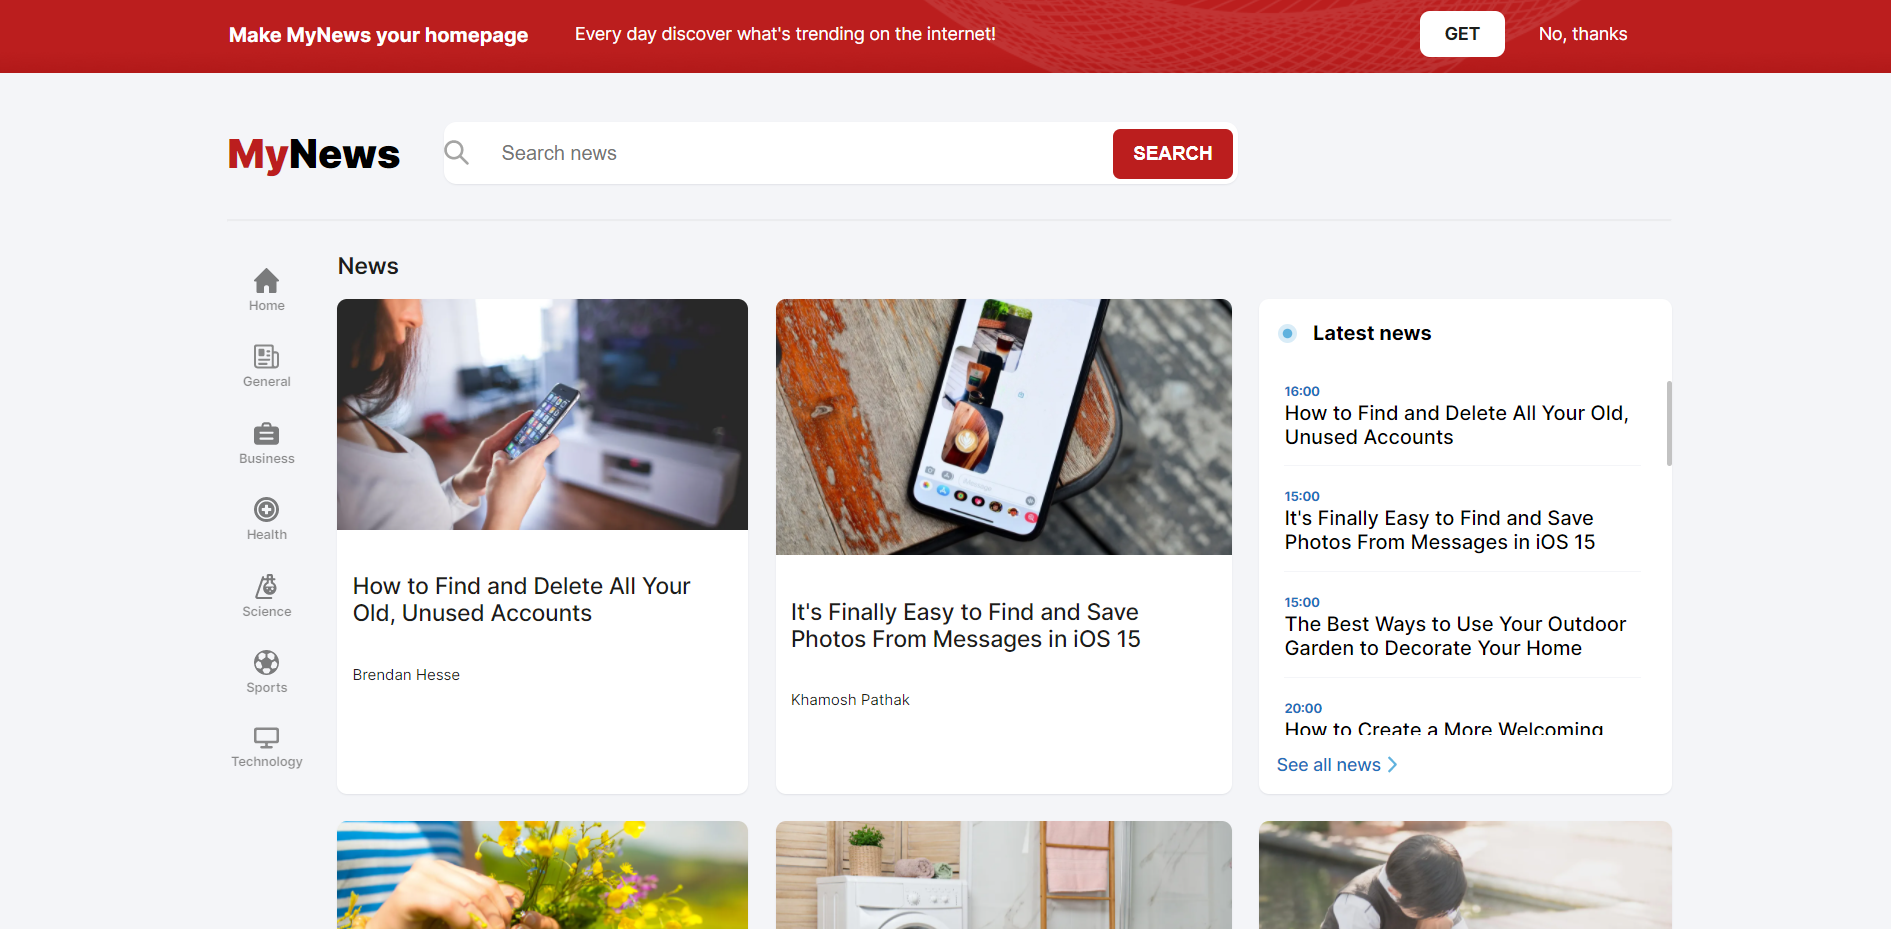 Make MyNews your homepage
Every day discover what's trending on the internet!
GET
No, thanks
MyNews
Search news
SEARCH
Home
General
Business
Health
Science
Sports
Technology
News
How to Find and Delete All Your
Old, Unused Accounts
Brendan Hesse
It's Finally Easy to Find and Save
Photos From Messages in iOS 15
Khamosh Pathak
Latest news
16:00
How to Find and Delete All Your Old,
Unused Accounts
15:00
It's Finally Easy to Find and Save
Photos From Messages in iOS 15
15:00
The Best Ways to Use Your Outdoor
Garden to Decorate Your Home
20:00
How to Create a More Welcoming
See all news